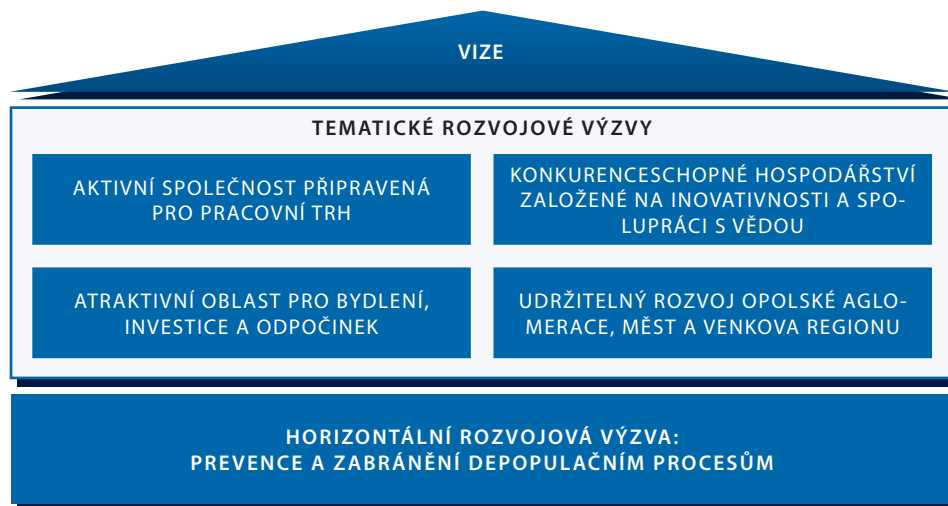 VIZE
TEMATICKÉ ROZVOJOVÉ VÝZVY
AKTIVNÍ SPOLEČNOST PŘIPRAVENÁ
PRO PRACOVNÍ TRH
KONKURENCESCHOPNÉ HOSPODÁŘSTVÍ
ZALOŽENÉ NA INOVATIVNOSTI A SPO-
LUPRÁCI S VĚDOU
ATRAKTIVNÍ OBLAST PRO BYDLENÍ,
INVESTICE A ODPOČINEK
UDRŽITELNÝ ROZVOJ OPOLSKÉ AGLO-
MERACE, MĚST A VENKOVA REGIONU
HORIZONTÁLNÍ ROZVOJOVÁ VÝZVA:
PREVENCE A ZABRÁNĚNÍ DEPOPULAČNÍM PROCESŮM